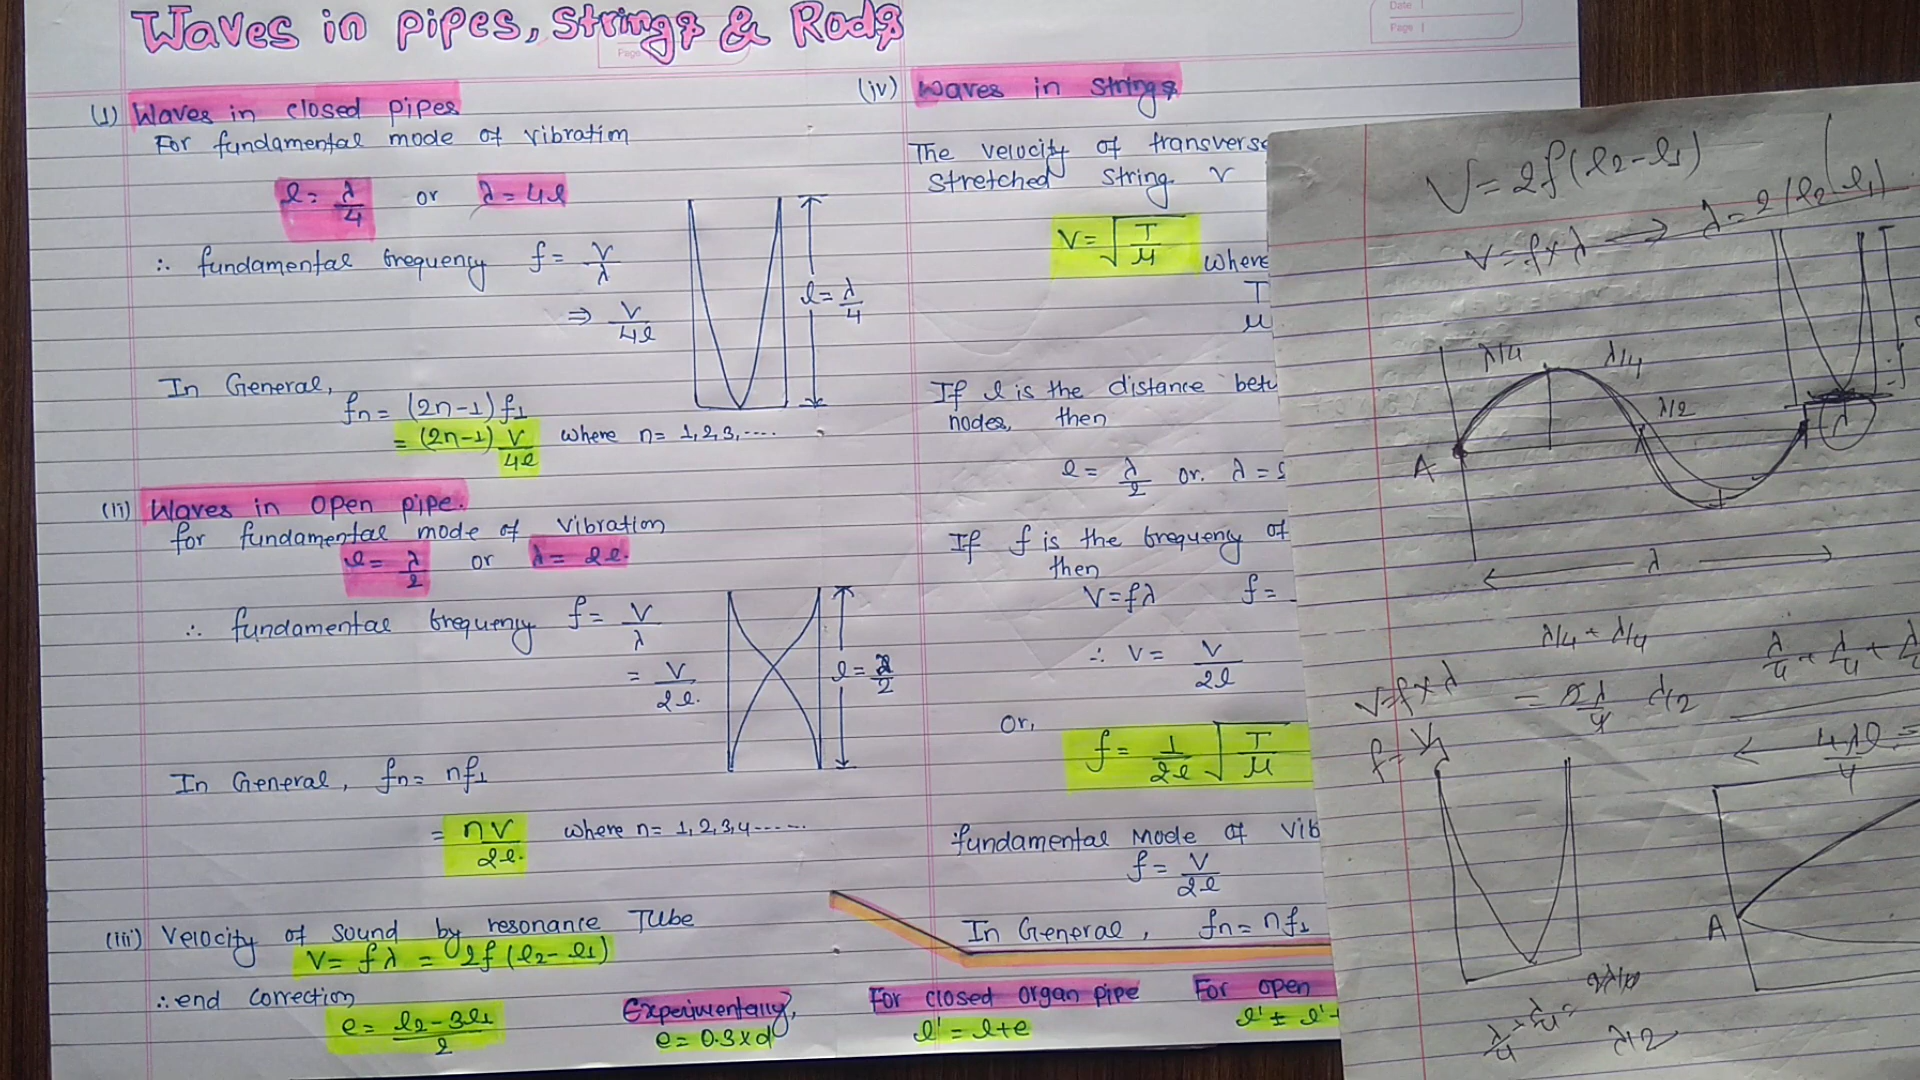 Waves in pipes, Strings & Rods
(i) Waves in closed pipes
For fundamental mode of vibration
l = λ/4 or λ = 4l
∴ fundamental frequency f = V/λ
⇒ V/4l
l = λ/4
In General,
fn = (2n-1) f1
= (2n-1) V/4l where n = 1,2,3,....
(ii) Waves in Open pipe.
for fundamental mode of vibration
l = λ/2 or λ = 2l.
∴ fundamental frequency f = V/λ
= V/2l.
l = λ/2
In General, fn = nf1
= nV/2l. where n = 1,2,3,4......
(iii) Velocity of sound by resonance Tube
V = fλ = 2f (l2 - l1)
∴ end correction
e = l2 - 3l1/2
Experimentally,
e = 0.3 x d
(iv) Waves in Strings
The velocity of transverse
Stretched String V
V = √T/μ where
T
μ
If l is the distance betw
nodes, then
l = λ/2 or. λ =
If f is the frequency of
then
V = fλ f =
∴ V = V/2l
Or,
f = 1/2l √T/μ
fundamental Mode of vib
f = V/2l
In General, fn = nf1
For closed organ pipe
l' = l+e
For open
Date
Page
Page
V = 2f (l2 - l1)
V = f x λ → λ = 2(l2 l1)
λ/4 λ/4
λ/2
A
λ
λ/4 + λ/4
= 2λ/4 λ/2
λ/4 + λ/4 +
V = f x λ
f = V/λ
A
λ/2